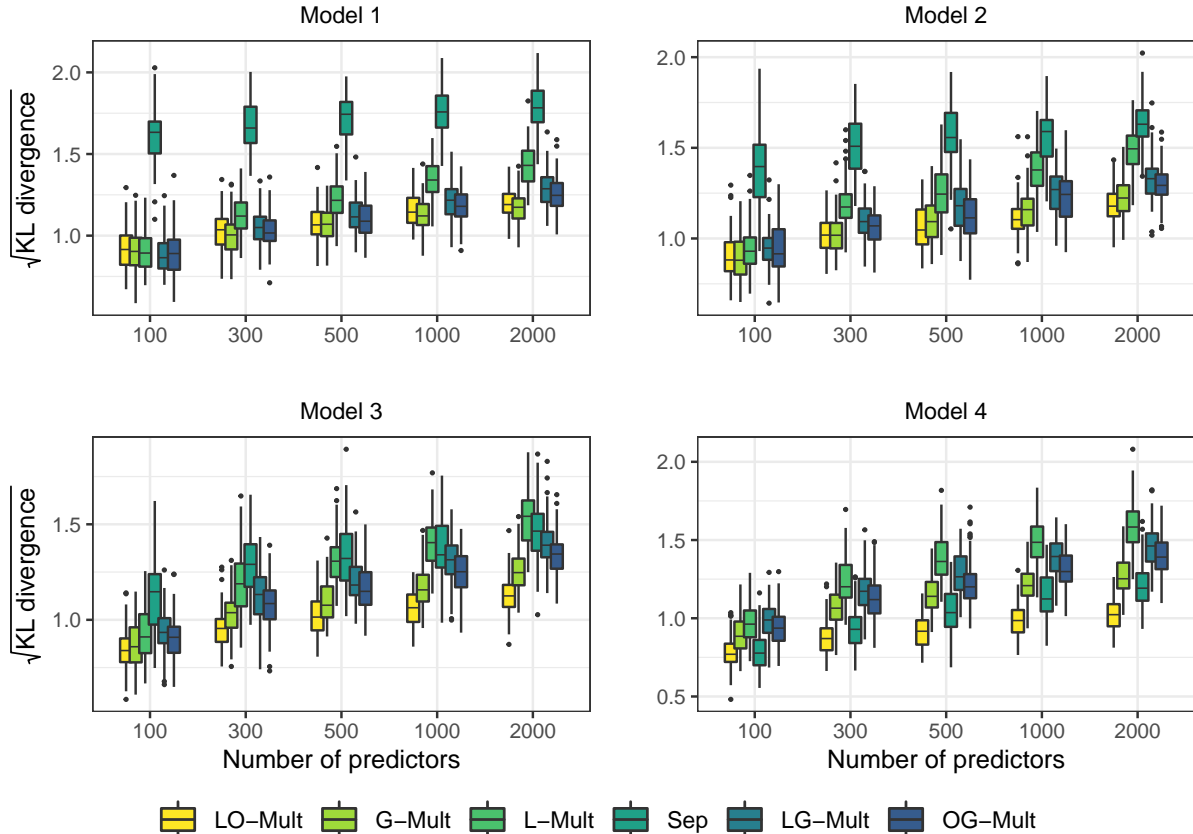 Model 1
Model 2
√KL divergence
2.0
1.5
1.0
100 300 500 1000 2000
2.0
1.5
1.0
100 300 500 1000 2000
Model 3
Model 4
√KL divergence
1.5
1.0
100 300 500 1000 2000
Number of predictors
2.0
1.5
1.0
0.5
100 300 500 1000 2000
Number of predictors
LO−Mult G−Mult L−Mult Sep LG−Mult OG−Mult